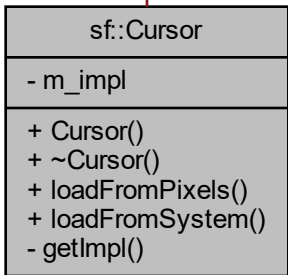 sf::Cursor
- m_impl
+ Cursor()
+ ~Cursor()
+ loadFromPixels()
+ loadFromSystem()
- getImpl()